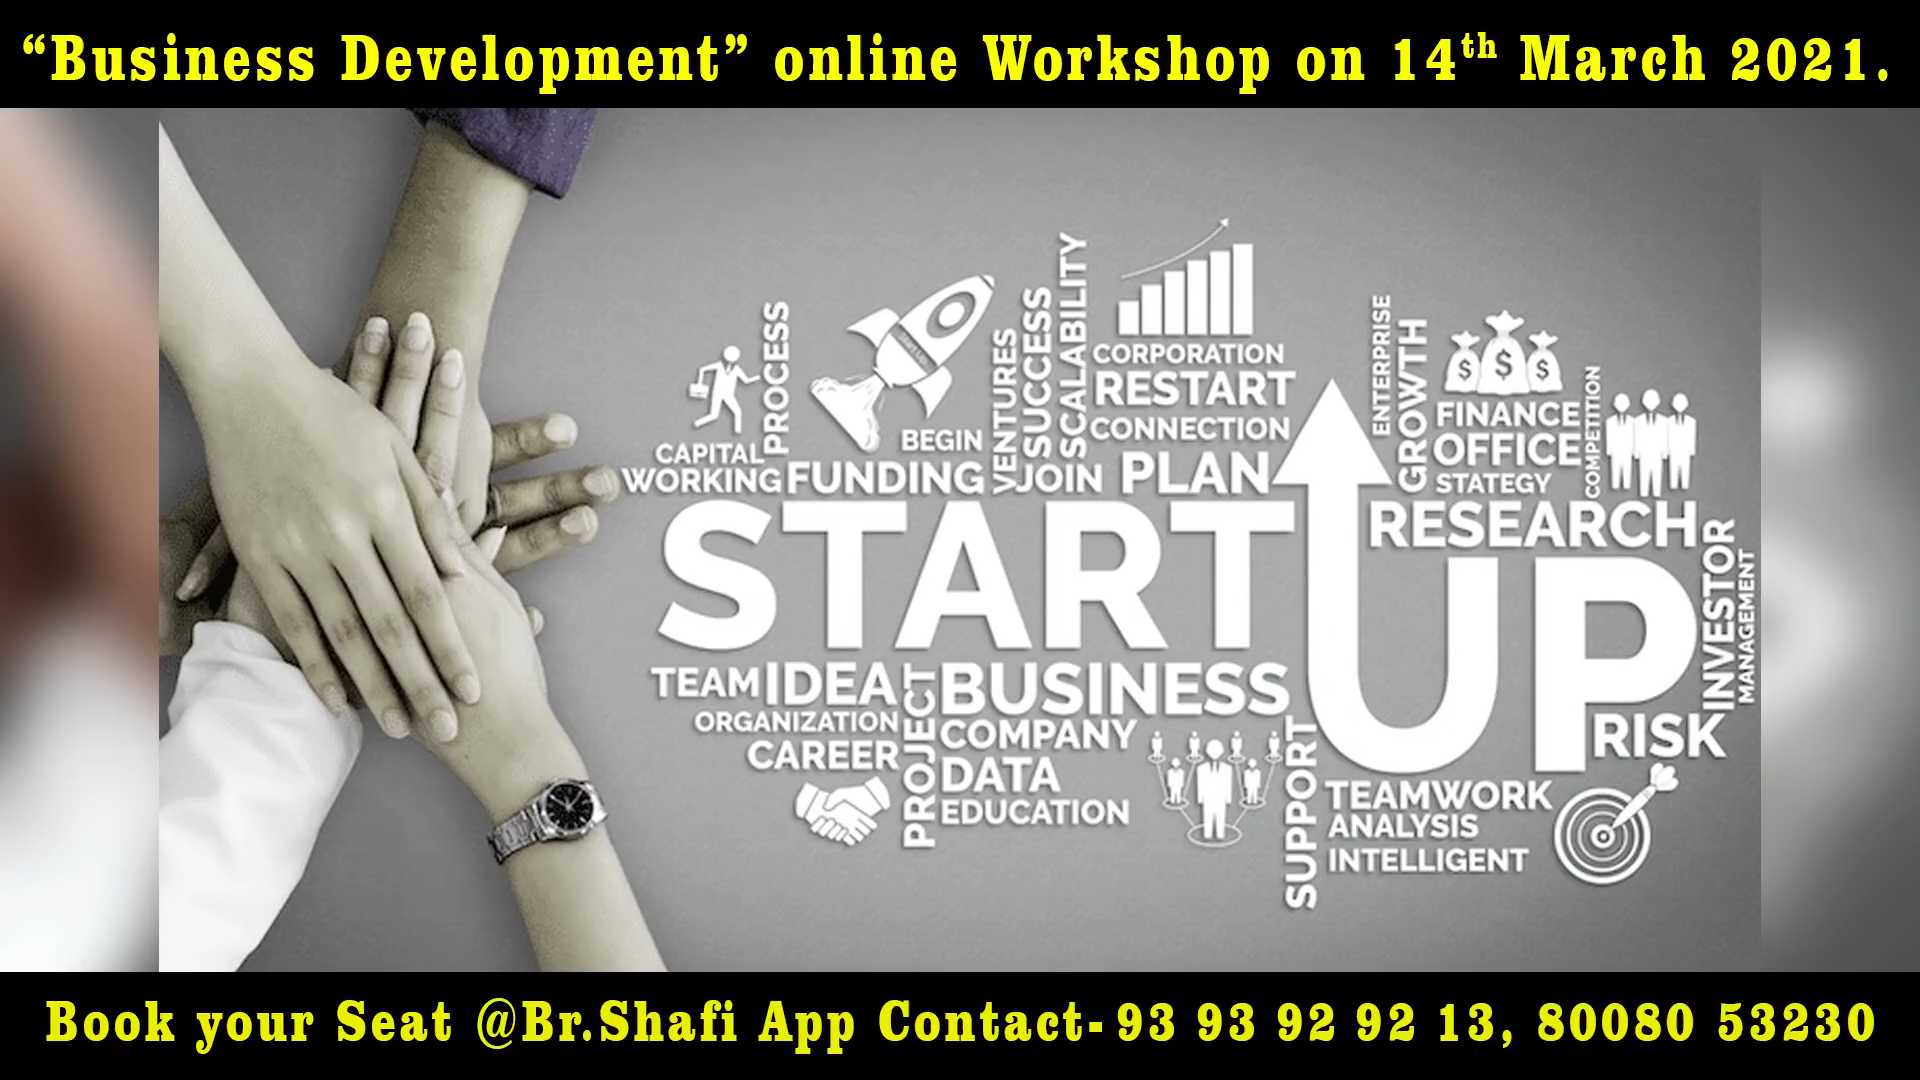 “Business Development” online Workshop on 14th March 2021.
PROCESS
CAPITAL
WORKING
FUNDING
BEGIN
VENTURES
SUCCESS
SCALABILITY
JOIN
CORPORATION
RESTART
CONNECTION
PLAN
ENTERPRISE
GROWTH
FINANCE
OFFICE
STATEGY
COMPETITION
START UP
RESEARCH
INVESTOR
MANAGEMENT
RISK
TEAM
IDEA
ORGANIZATION
CAREER
PROJECT
BUSINESS
COMPANY
DATA
EDUCATION
SUPPORT
TEAMWORK
ANALYSIS
INTELLIGENT
Book your Seat @Br.Shafi App Contact- 93 93 92 92 13, 80080 53230